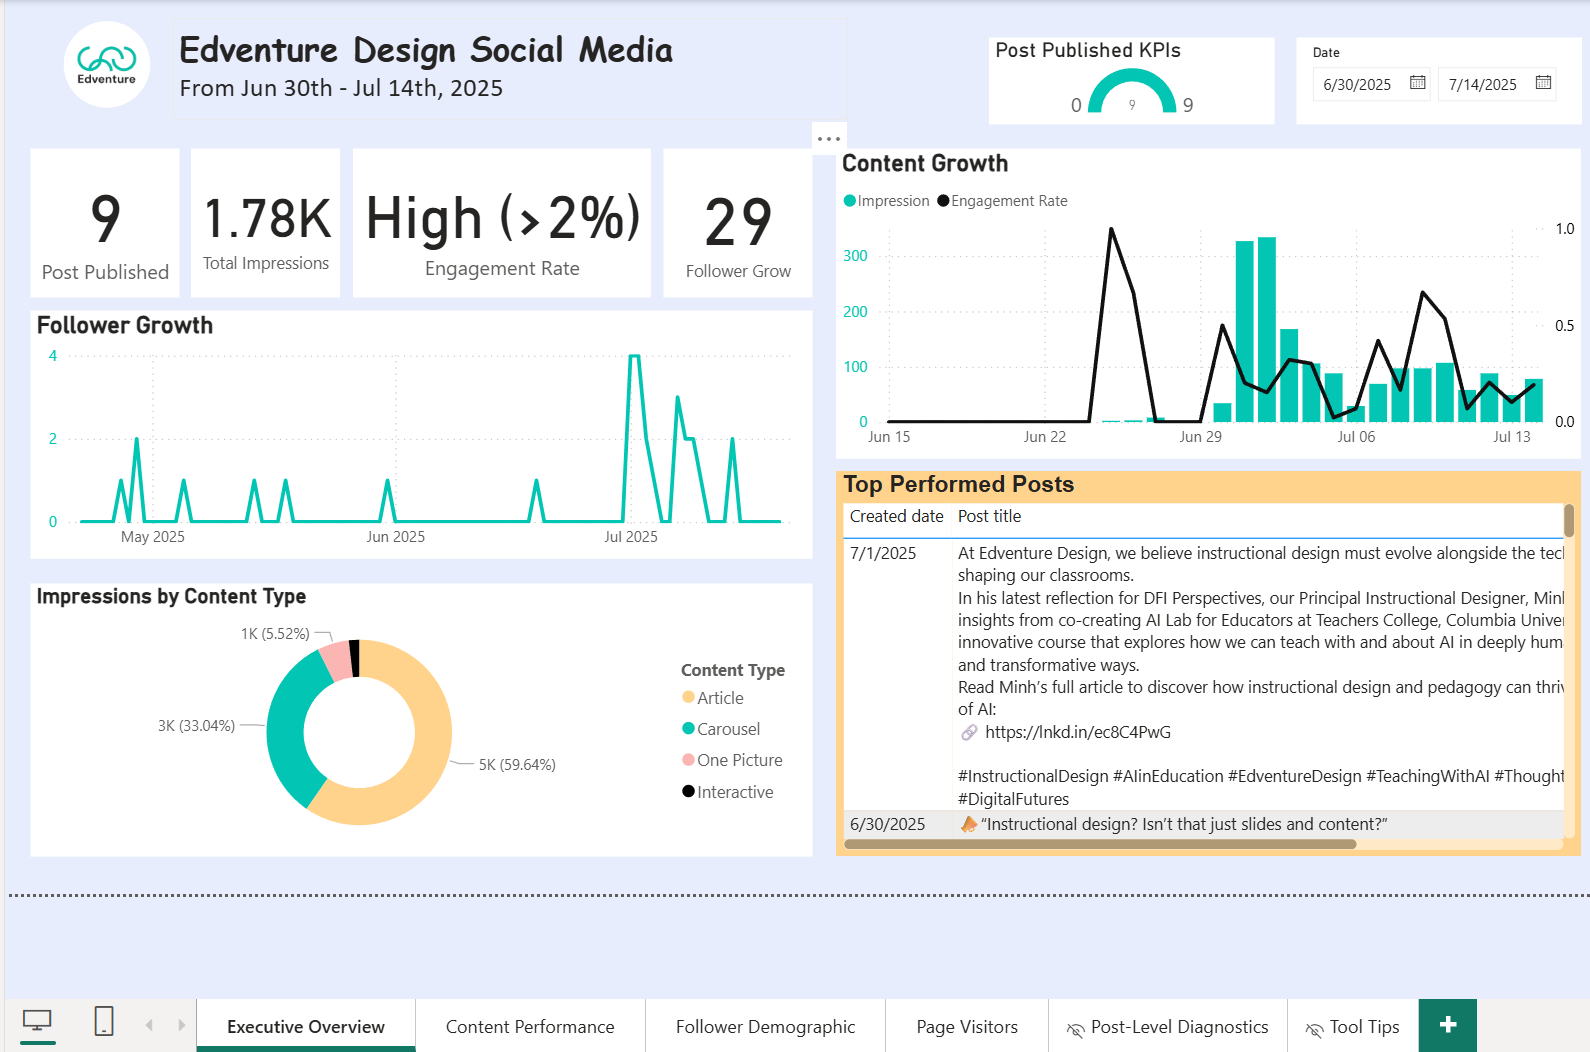 Edventure
Edventure Design Social Media
From Jun 30th - Jul 14th, 2025
Post Published KPIs
0
9
9
Date
6/30/2025
7/14/2025
9
Post Published
1.78K
Total Impressions
High (>2%)
Engagement Rate
29
Follower Grow
Content Growth
Impression
Engagement Rate
300
200
100
0
1.0
0.5
0.0
Jun 15
Jun 22
Jun 29
Jul 06
Jul 13
Follower Growth
4
2
0
May 2025
Jun 2025
Jul 2025
Impressions by Content Type
1K (5.52%)
3K (33.04%)
5K (59.64%)
Content Type
Article
Carousel
One Picture
Interactive
Top Performed Posts
Created date Post title
7/1/2025 At Edventure Design, we believe instructional design must evolve alongside the tec
shaping our classrooms.
In his latest reflection for DFI Perspectives, our Principal Instructional Designer, Min
insights from co-creating AI Lab for Educators at Teachers College, Columbia Univer
innovative course that explores how we can teach with and about AI in deeply hum
and transformative ways.
Read Minh’s full article to discover how instructional design and pedagogy can thriv
of AI:
🔗 https://lnkd.in/ec8C4PwG
#InstructionalDesign #AIinEducation #EdventureDesign #TeachingWithAI #Thought
#DigitalFutures
6/30/2025 📣 “Instructional design? Isn’t that just slides and content?”
Executive Overview
Content Performance
Follower Demographic
Page Visitors
Post-Level Diagnostics
Tool Tips